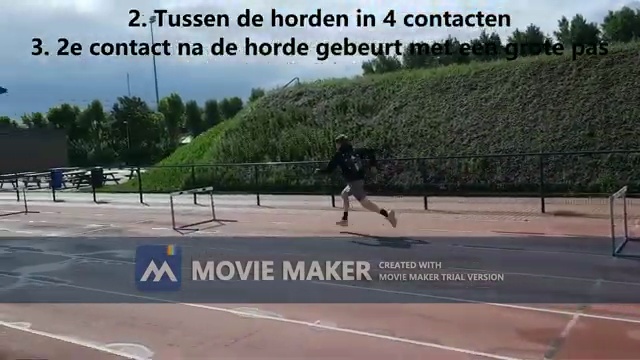 2. Tussen de horden in 4 contacten
3. 2e contact na de horde gebeurt met een grote pas
MOVIE MAKER
CREATED WITH
MOVIE MAKER TRIAL VERSION